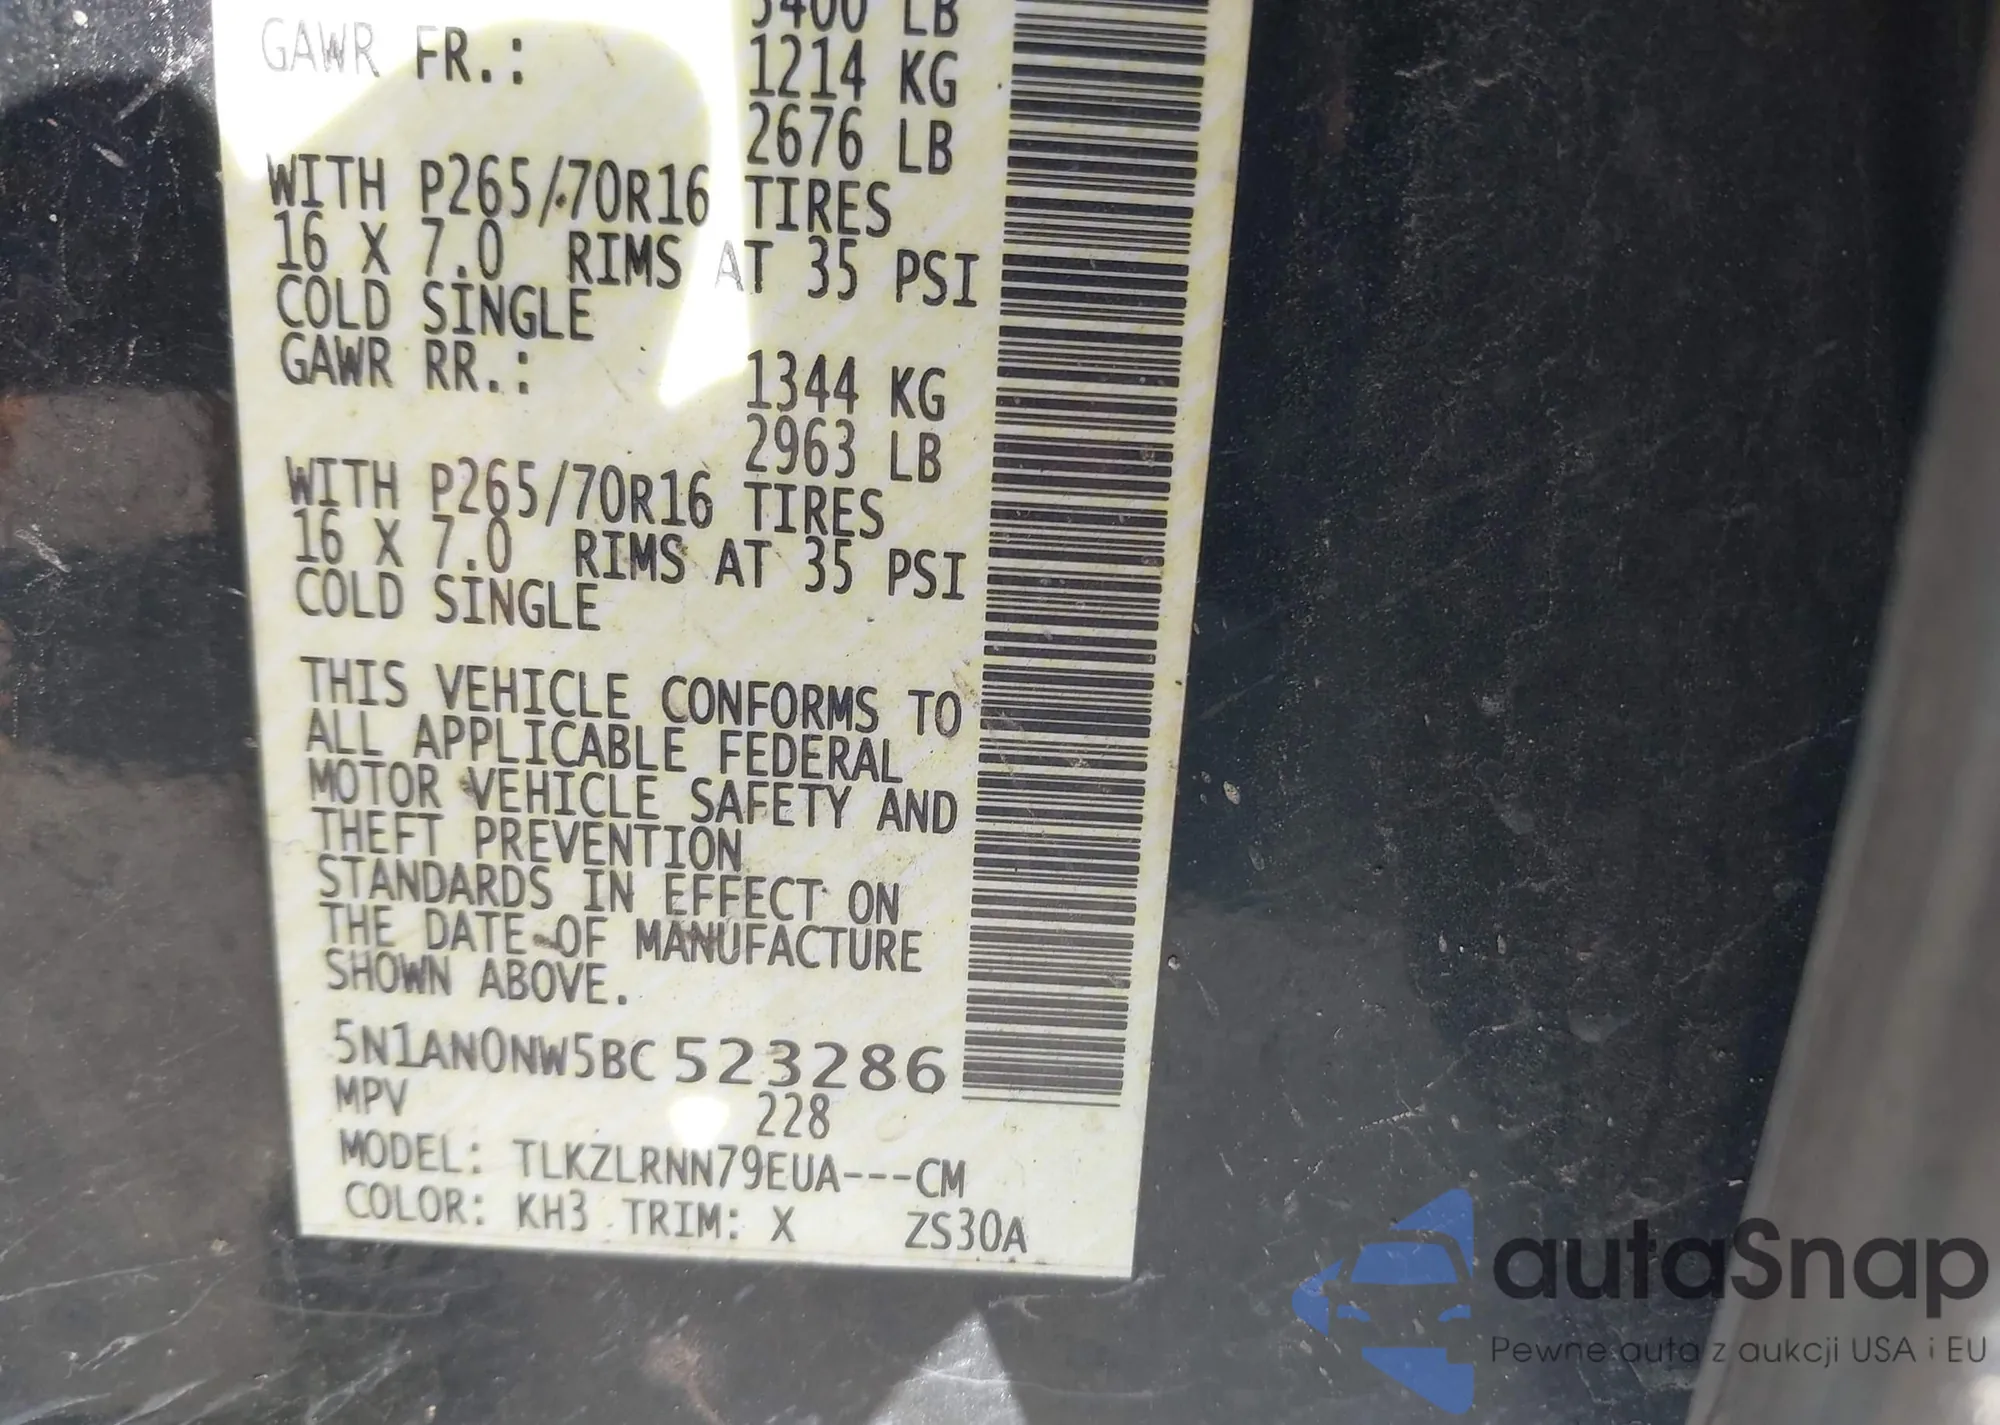 5400 LB
GAWR FR.: 1214 KG
2676 LB
WITH P265/70R16 TIRES
16 X 7.0 RIMS AT 35 PSI
COLD SINGLE
GAWR RR.: 1344 KG
2963 LB
WITH P265/70R16 TIRES
16 X 7.0 RIMS AT 35 PSI
COLD SINGLE
THIS VEHICLE CONFORMS TO
ALL APPLICABLE FEDERAL
MOTOR VEHICLE SAFETY AND
THEFT PREVENTION
STANDARDS IN EFFECT ON
THE DATE OF MANUFACTURE
SHOWN ABOVE.
5N1AN0NW5BC523286
MPV 228
MODEL: TLKZLRNN79EUA---CM
COLOR: KH3 TRIM: X ZS30A
autaSnap
Pewne auta z aukcji USA i EU